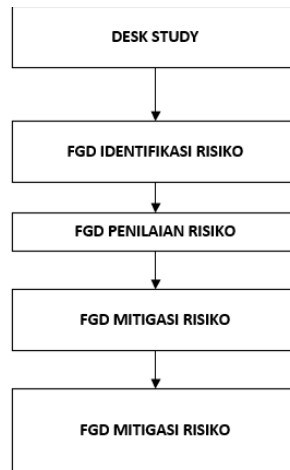 DESK STUDY
FGD IDENTIFIKASI RISIKO
FGD PENILAIAN RISIKO
FGD MITIGASI RISIKO
FGD MITIGASI RISIKO